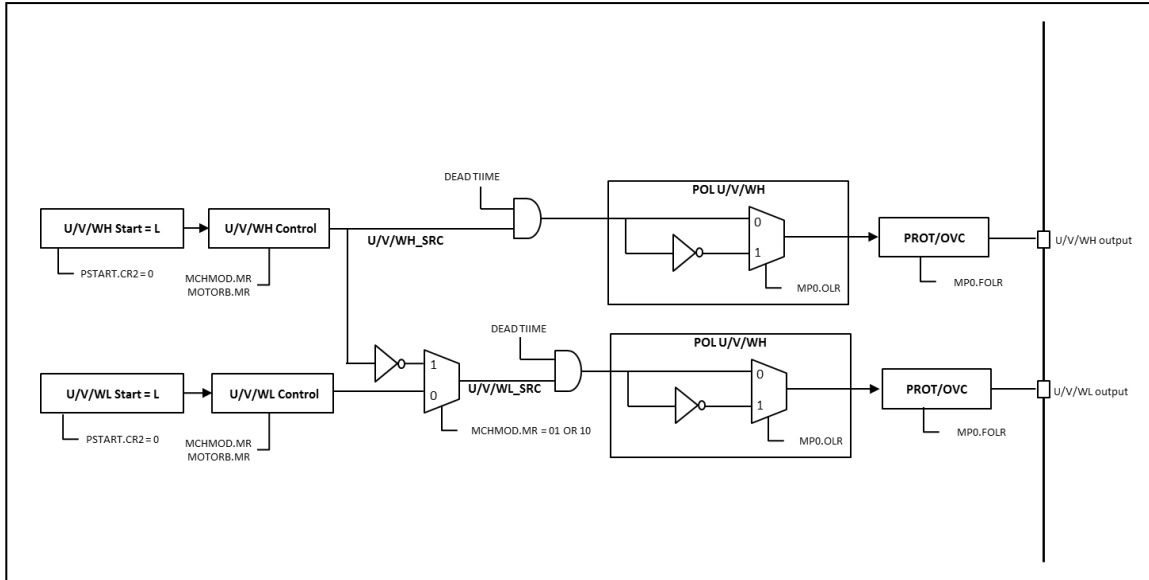 DEAD TIIME
POL U/V/WH
U/V/WH Start = L
U/V/WH Control
U/V/WH_SRC
0
1
PROT/OVC
U/V/WH output
PSTART.CR2 = 0
MCHMOD.MR
MOTORB.MR
MP0.OLR
MP0.FOLR
DEAD TIIME
POL U/V/WH
U/V/WL Start = L
U/V/WL Control
1
0
U/V/WL_SRC
0
1
PROT/OVC
U/V/WL output
PSTART.CR2 = 0
MCHMOD.MR
MOTORB.MR
MCHMOD.MR = 01 OR 10
MP0.OLR
MP0.FOLR